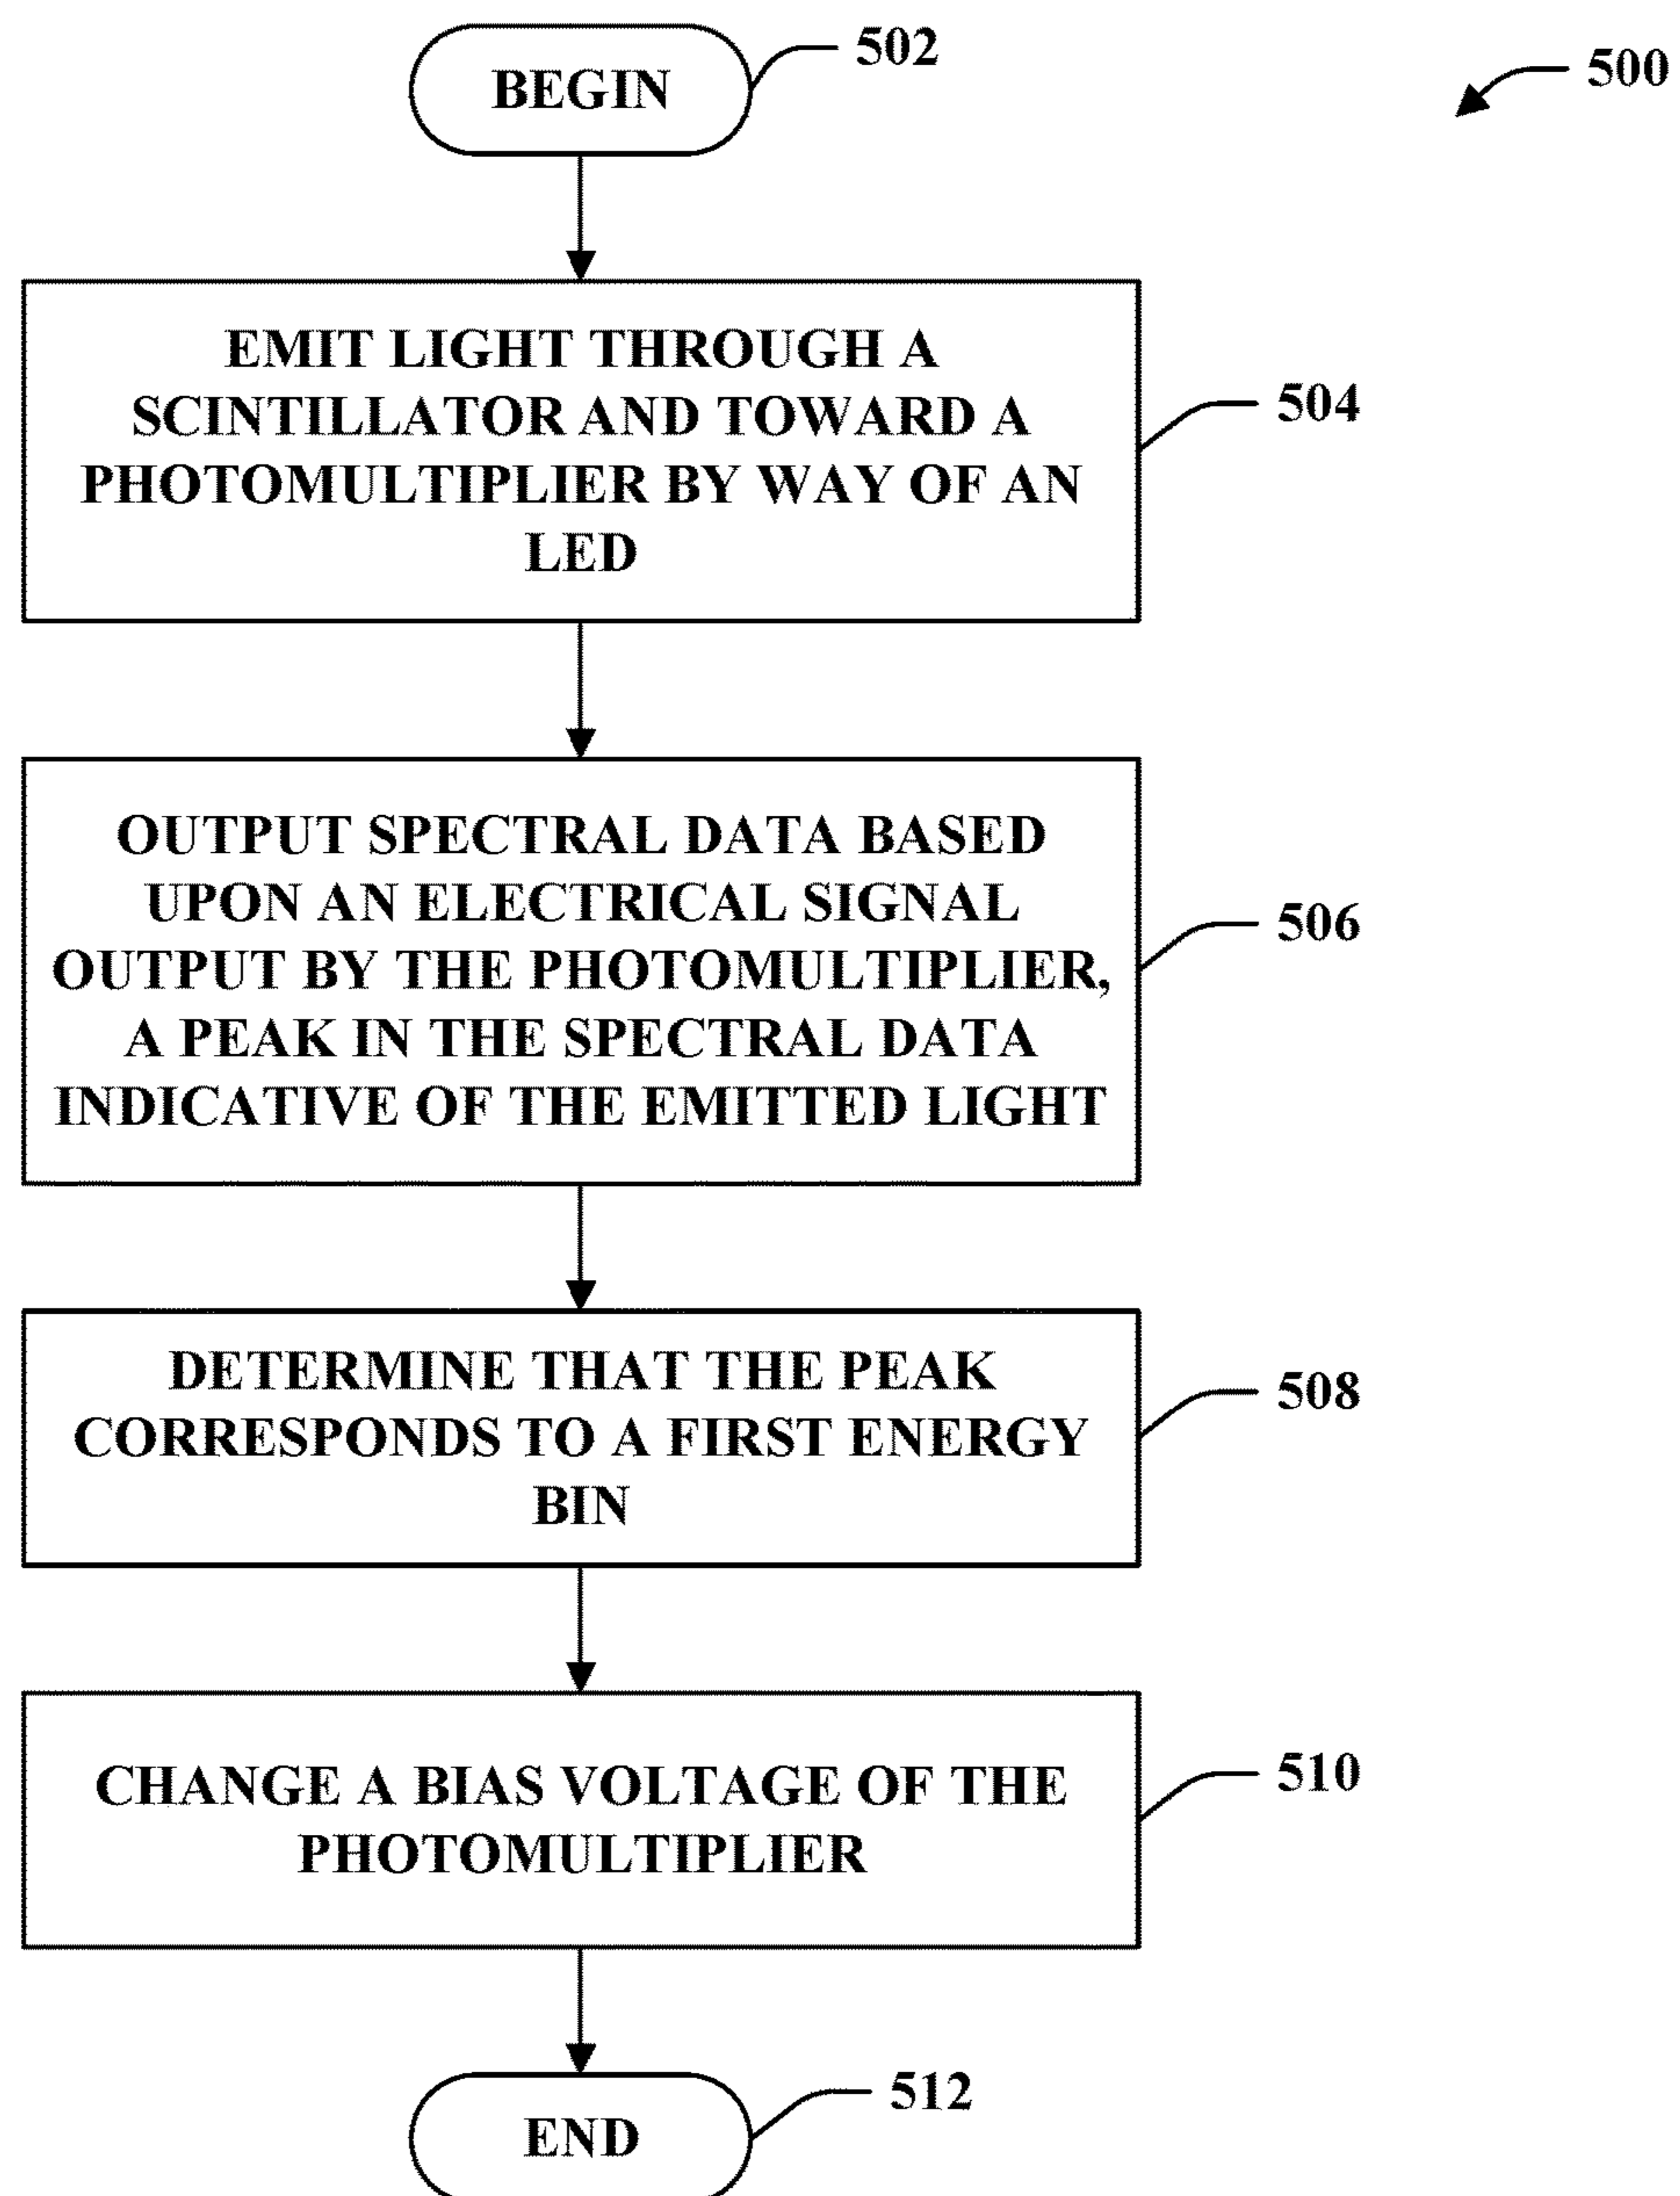 BEGIN
502
500
EMIT LIGHT THROUGH A
SCINTILLATOR AND TOWARD A
PHOTOMULTIPLIER BY WAY OF AN
LED
504
OUTPUT SPECTRAL DATA BASED
UPON AN ELECTRICAL SIGNAL
OUTPUT BY THE PHOTOMULTIPLIER,
A PEAK IN THE SPECTRAL DATA
INDICATIVE OF THE EMITTED LIGHT
506
DETERMINE THAT THE PEAK
CORRESPONDS TO A FIRST ENERGY
BIN
508
CHANGE A BIAS VOLTAGE OF THE
PHOTOMULTIPLIER
510
END
512